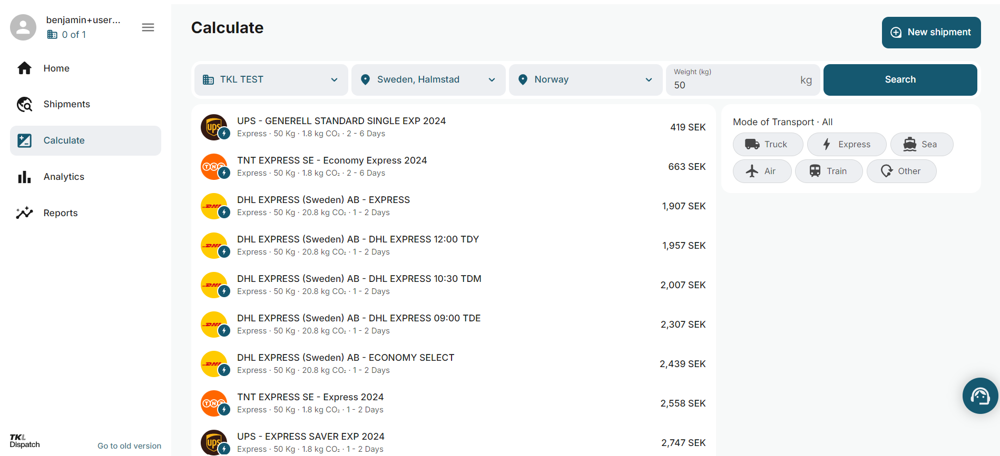 benjamin+user...
0 of 1
Home
Shipments
Calculate
Analytics
Reports
TKL
Dispatch
Go to old version
Calculate
New shipment
TKL TEST
Sweden, Halmstad
Norway
Weight (kg)
50
kg
Search
UPS - GENERELL STANDARD SINGLE EXP 2024
Express · 50 Kg · 1.8 kg CO₂ · 2 - 6 Days
419 SEK
TNT EXPRESS SE - Economy Express 2024
Express · 50 Kg · 1.8 kg CO₂ · 2 - 6 Days
663 SEK
DHL EXPRESS (Sweden) AB - EXPRESS
Express · 50 Kg · 20.8 kg CO₂ · 1 - 2 Days
1,907 SEK
DHL EXPRESS (Sweden) AB - DHL EXPRESS 12:00 TDY
Express · 50 Kg · 20.8 kg CO₂ · 1 - 2 Days
1,957 SEK
DHL EXPRESS (Sweden) AB - DHL EXPRESS 10:30 TDM
Express · 50 Kg · 20.8 kg CO₂ · 1 - 2 Days
2,007 SEK
DHL EXPRESS (Sweden) AB - DHL EXPRESS 09:00 TDE
Express · 50 Kg · 20.8 kg CO₂ · 1 - 2 Days
2,307 SEK
DHL EXPRESS (Sweden) AB - ECONOMY SELECT
Express · 50 Kg · 20.8 kg CO₂ · 1 - 2 Days
2,439 SEK
TNT EXPRESS SE - Express 2024
Express · 50 Kg · 1.8 kg CO₂ · 1 - 2 Days
2,558 SEK
UPS - EXPRESS SAVER EXP 2024
Express · 50 Kg · 1.8 kg CO₂ · 1 - 2 Days
2,747 SEK
Mode of Transport · All
Truck
Express
Sea
Air
Train
Other